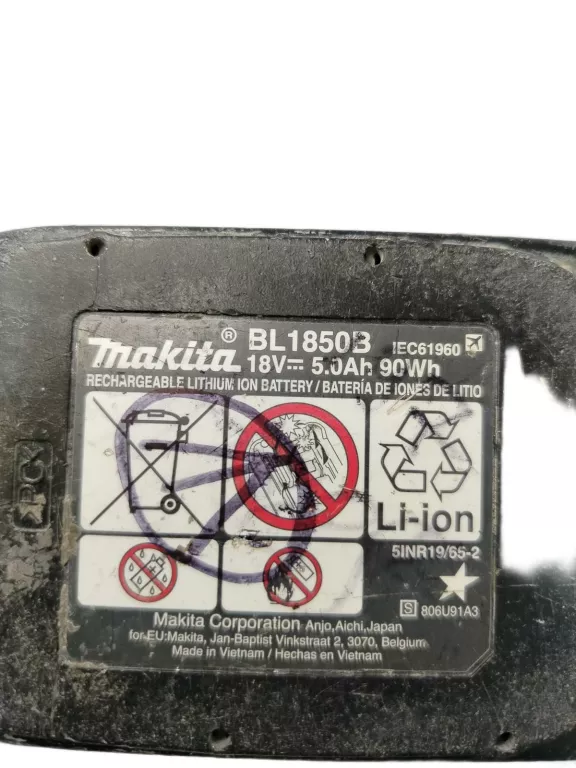 makita® BL1850B IEC61960
18V⎓ 5.0Ah 90Wh
RECHARGEABLE LITHIUM ION BATTERY / BATERÍA DE IONES DE LITIO
Li-ion
5INR19/65-2
S 806U91A3
Makita Corporation Anjo,Aichi,Japan
for EU:Makita, Jan-Baptist Vinkstraat 2, 3070, Belgium
Made in Vietnam / Hechas en Vietnam